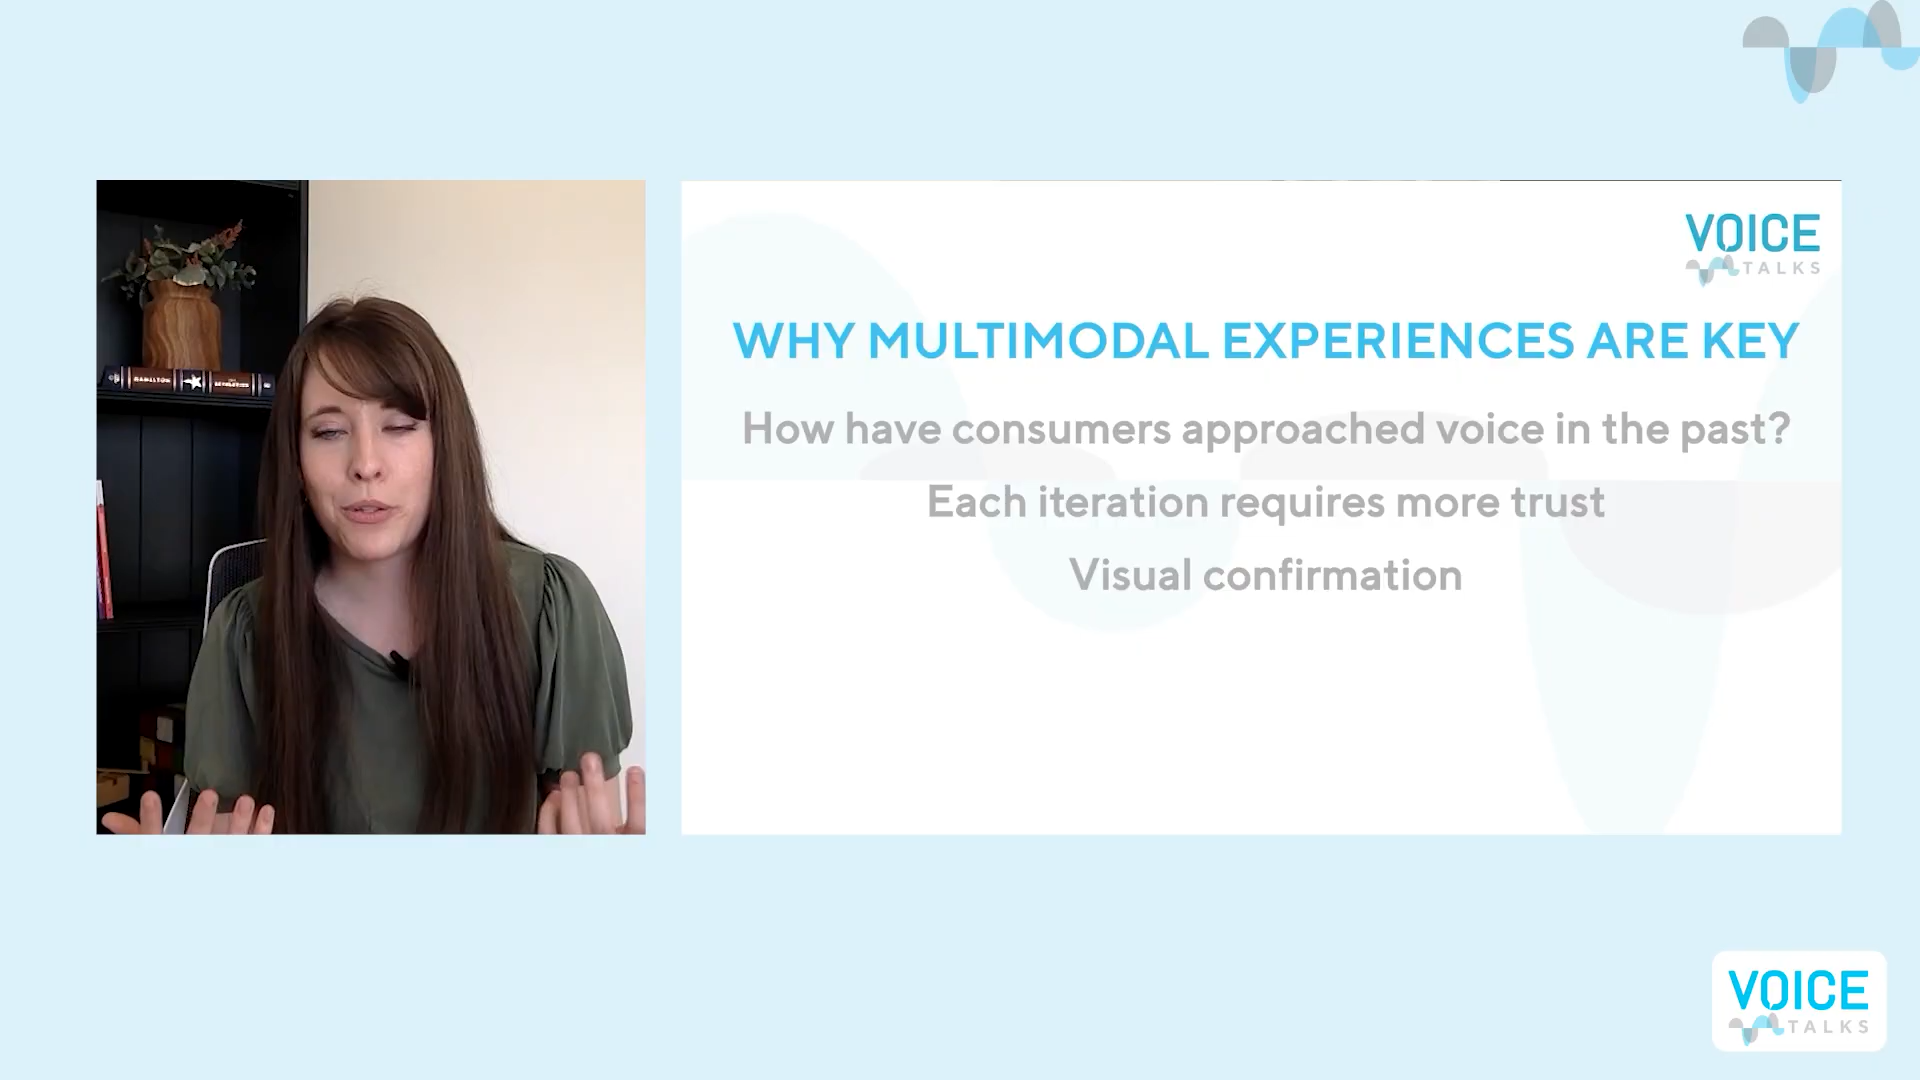 VOICE
TALKS
WHY MULTIMODAL EXPERIENCES ARE KEY
How have consumers approached voice in the past?
Each iteration requires more trust
Visual confirmation
HAMILTON
VOICE
TALKS